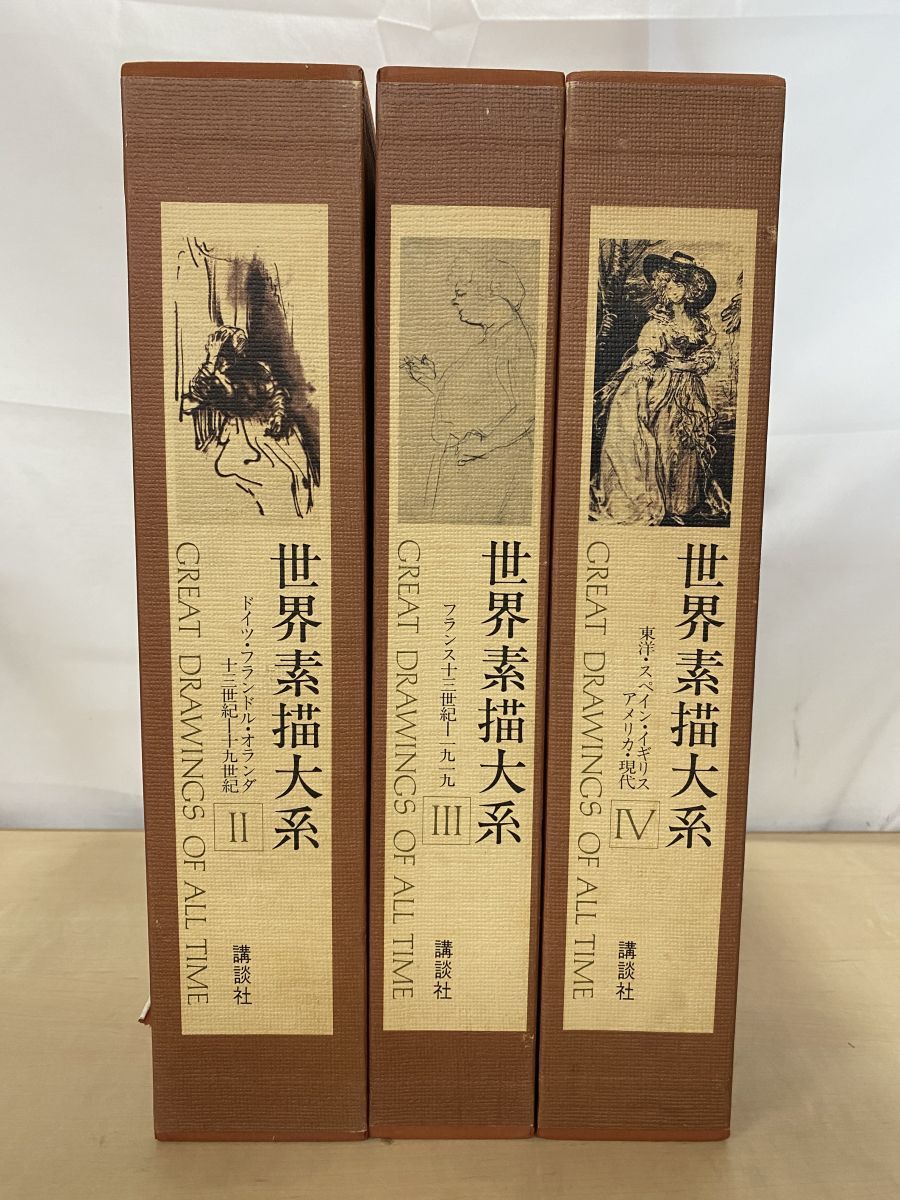 世界素描大系
ドイツ・フランドル・オランダ
十三世紀―十九世紀
II
GREAT DRAWINGS OF ALL TIME
講談社
世界素描大系
フランス十三世紀―一九一九
III
GREAT DRAWINGS OF ALL TIME
講談社
世界素描大系
東洋・スペイン・イギリス
アメリカ・現代
IV
GREAT DRAWINGS OF ALL TIME
講談社